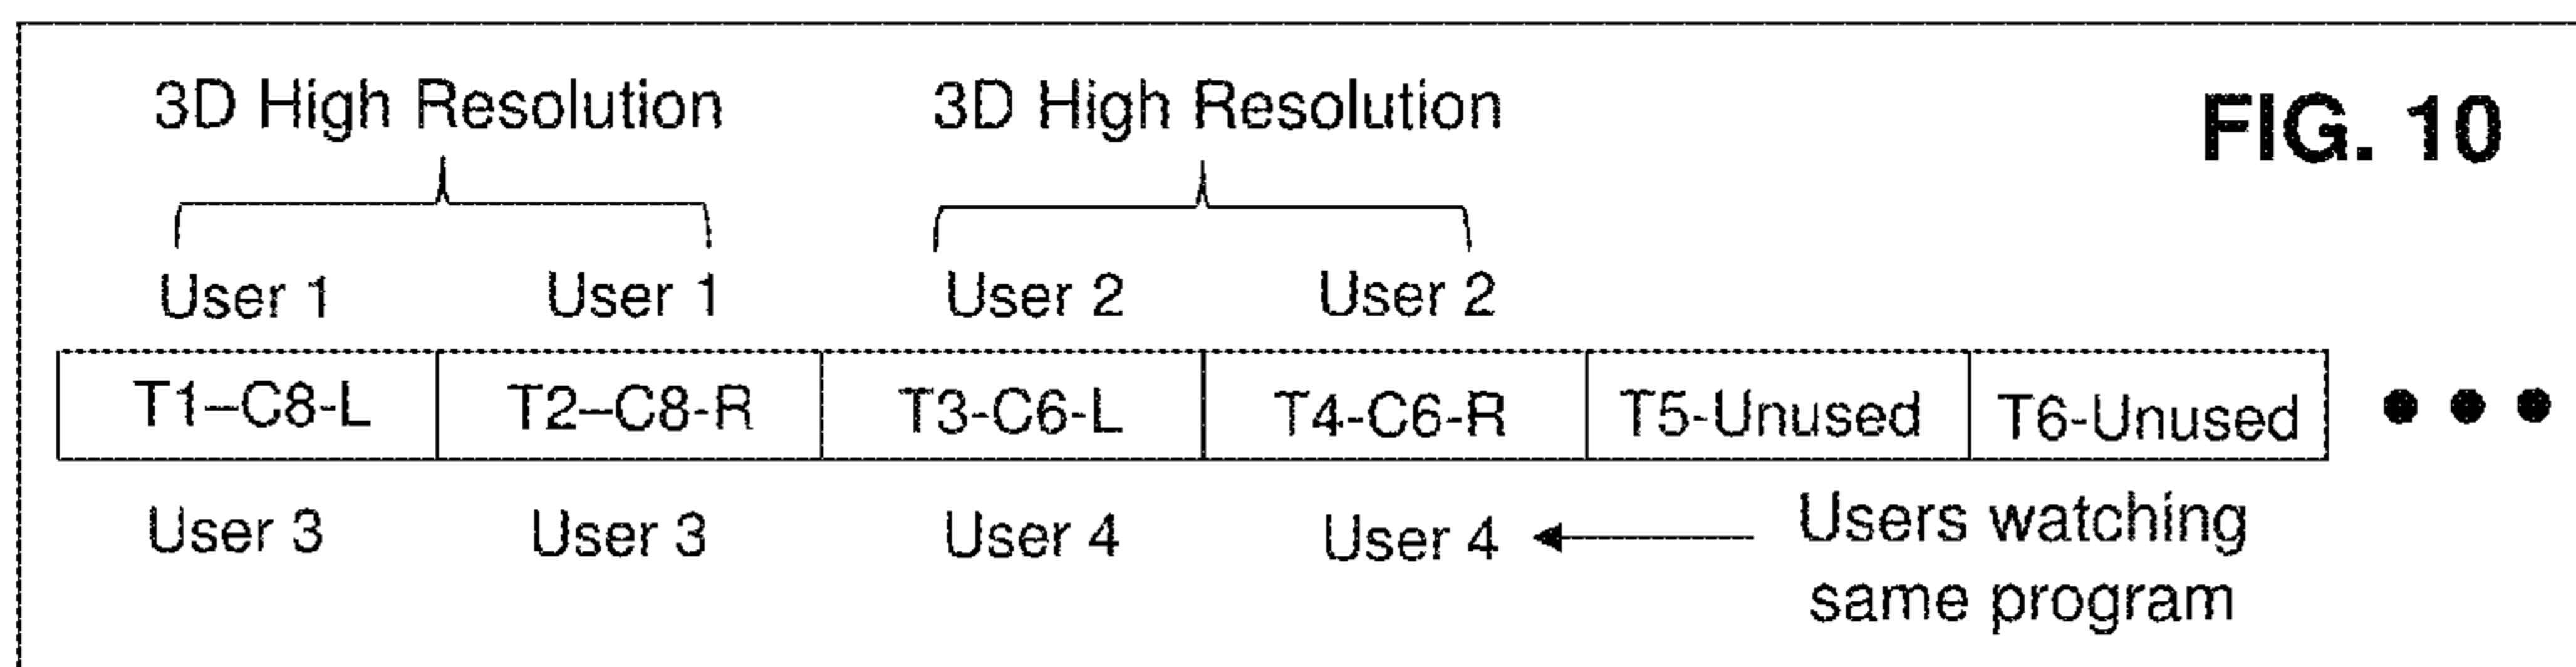 3D High Resolution 3D High Resolution
FIG. 10
User 1 User 1 User 2 User 2
T1–C8-L T2–C8-R T3-C6-L T4-C6-R T5-Unused T6-Unused
User 3 User 3 User 4 User 4
Users watching
same program